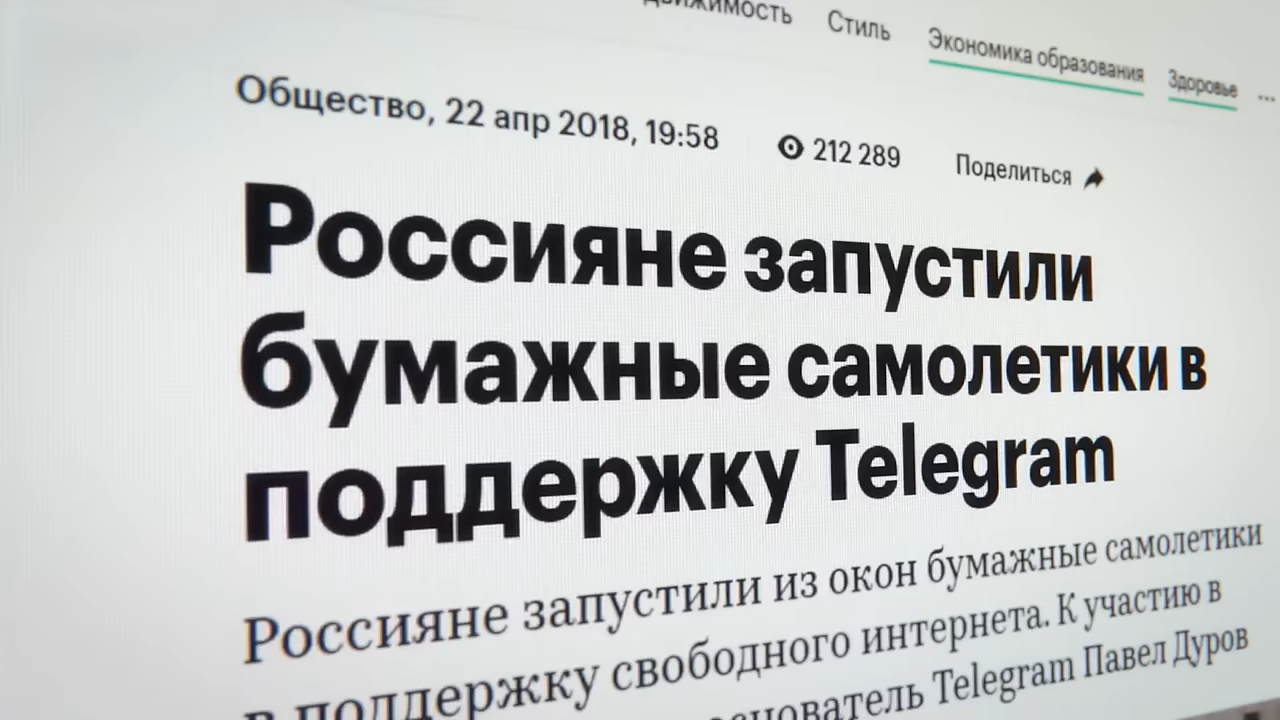 Стиль Экономика образования Здоровье ...
Общество, 22 апр 2018, 19:58 212 289 Поделиться
Россияне запустили
бумажные самолетики в
поддержку Telegram
Россияне запустили из окон бумажные самолетики
в поддержку свободного интернета. К участию в
Telegram Павел Дуров